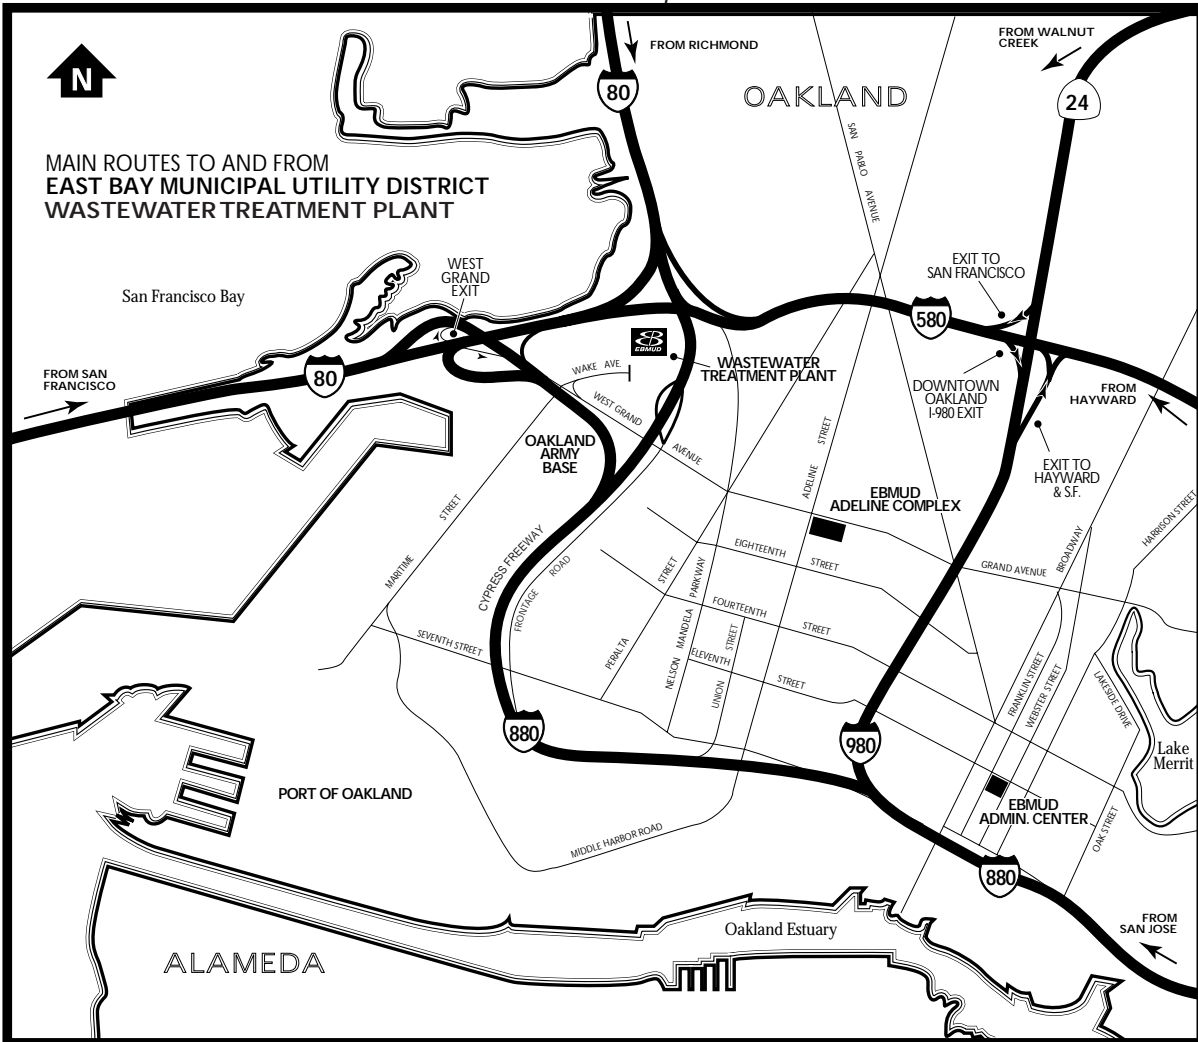 FROM RICHMOND
FROM WALNUT
CREEK
N
80
OAKLAND
24
MAIN ROUTES TO AND FROM
EAST BAY MUNICIPAL UTILITY DISTRICT
WASTEWATER TREATMENT PLANT
SAN PABLO AVENUE
WEST
GRAND
EXIT
EXIT TO
SAN FRANCISCO
San Francisco Bay
580
EBMUD
WASTEWATER
TREATMENT PLANT
FROM SAN
FRANCISCO
80
WAKE AVE.
DOWNTOWN
OAKLAND
I-980 EXIT
FROM
HAYWARD
WEST GRAND AVENUE
OAKLAND
ARMY
BASE
ADELINE STREET
EXIT TO
HAYWARD
& S.F.
EBMUD
ADELINE COMPLEX
MARITIME STREET
HARRISON STREET
BROADWAY
CYPRESS FREEWAY
FRONTAGE ROAD
EIGHTEENTH STREET
GRAND AVENUE
PERALTA STREET
NELSON MANDELA PARKWAY
FOURTEENTH STREET
SEVENTH STREET
UNION STREET
ELEVENTH STREET
FRANKLIN STREET
WEBSTER STREET
LAKESIDE DRIVE
880
980
Lake
Merrit
PORT OF OAKLAND
EBMUD
ADMIN. CENTER
OAK STREET
MIDDLE HARBOR ROAD
880
FROM
SAN JOSE
Oakland Estuary
ALAMEDA